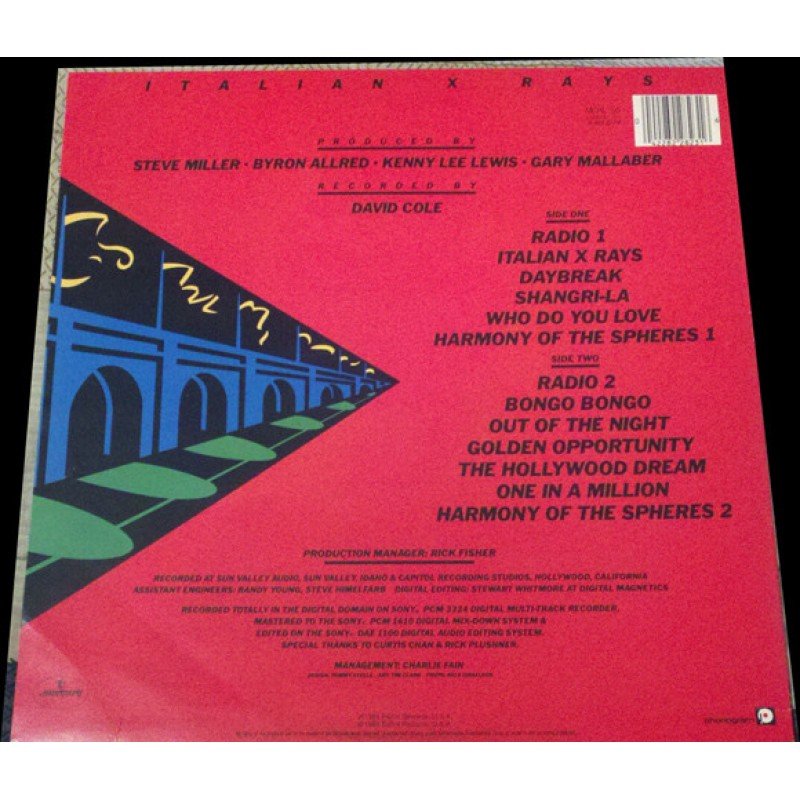 ITALIAN X RAYS
PRODUCED BY
STEVE MILLER · BYRON ALLRED · KENNY LEE LEWIS · GARY MALLABER
RECORDED BY
DAVID COLE
SIDE ONE
RADIO 1
ITALIAN X RAYS
DAYBREAK
SHANGRI-LA
WHO DO YOU LOVE
HARMONY OF THE SPHERES 1
SIDE TWO
RADIO 2
BONGO BONGO
OUT OF THE NIGHT
GOLDEN OPPORTUNITY
THE HOLLYWOOD DREAM
ONE IN A MILLION
HARMONY OF THE SPHERES 2
PRODUCTION MANAGER: RICK FISHER
RECORDED AT SUN VALLEY AUDIO, SUN VALLEY, IDAHO & CAPITOL RECORDING STUDIOS, HOLLYWOOD, CALIFORNIA
ASSISTANT ENGINEERS: RANDY YOUNG, STEVE HIMELFARB DIGITAL EDITING: STEWART WHITMORE AT DIGITAL MAGNETICS
RECORDED TOTALLY IN THE DIGITAL DOMAIN ON SONY. PCM 3324 DIGITAL MULTI-TRACK RECORDER,
MASTERED TO THE SONY. PCM 1610 DIGITAL MIX-DOWN SYSTEM &
EDITED ON THE SONY. DAE 1100 DIGITAL AUDIO EDITING SYSTEM.
SPECIAL THANKS TO CURTIS CHAN & RICK PLUSHNER.
MANAGEMENT: CHARLIE FAIN
mercury
phonogram